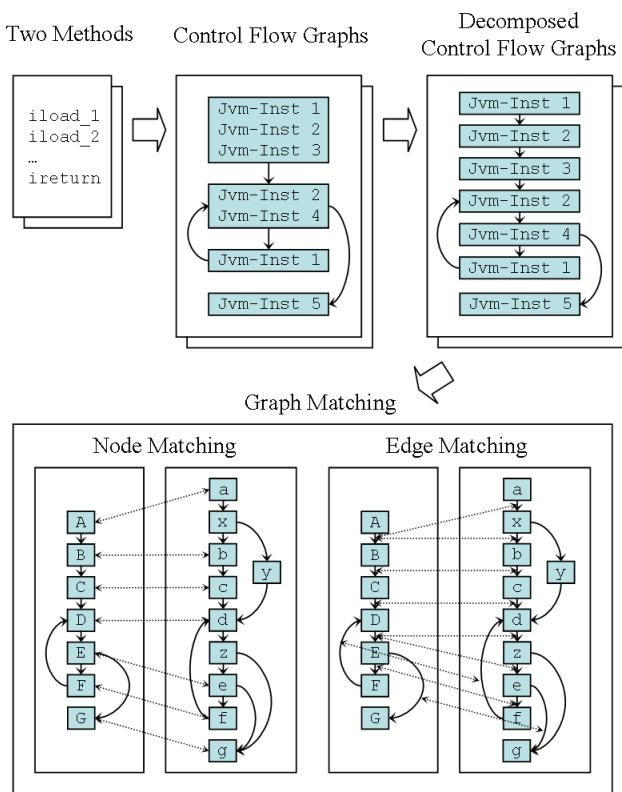 Two Methods
Control Flow Graphs
Decomposed
Control Flow Graphs
iload_1
iload_2
…
ireturn
Jvm-Inst 1
Jvm-Inst 2
Jvm-Inst 3
Jvm-Inst 2
Jvm-Inst 4
Jvm-Inst 1
Jvm-Inst 5
Jvm-Inst 1
Jvm-Inst 2
Jvm-Inst 3
Jvm-Inst 2
Jvm-Inst 4
Jvm-Inst 1
Jvm-Inst 5
Graph Matching
Node Matching
A
B
C
D
E
F
G
a
x
b
y
c
d
z
e
f
g
Edge Matching
A
B
C
D
E
F
G
a
x
b
y
c
d
z
e
f
g